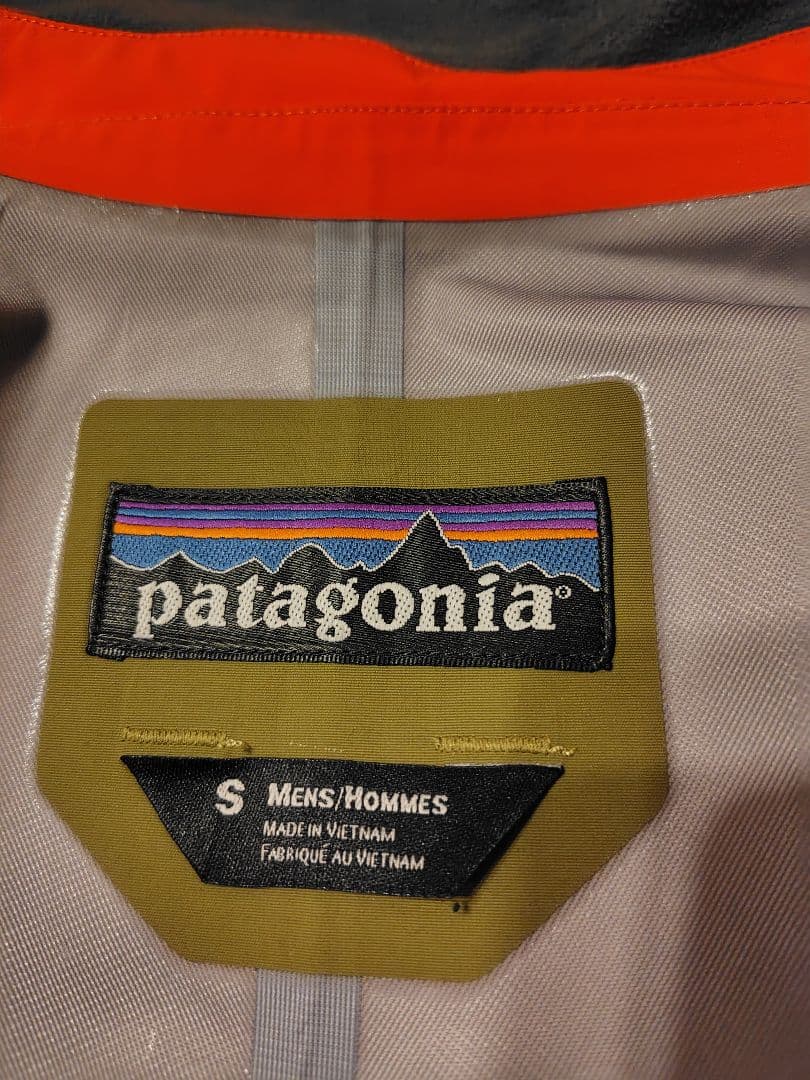 patagonia®
S MENS/HOMMES
MADE IN VIETNAM
FABRIQUÉ AU VIETNAM